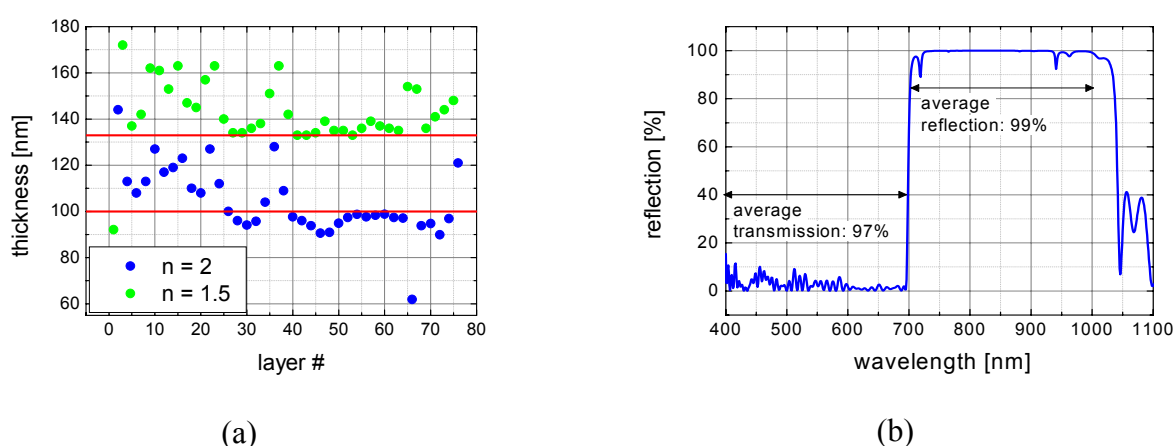 thickness [nm]
180
160
140
120
100
80
60
n = 2
n = 1.5
0 10 20 30 40 50 60 70 80
layer #
(a)
reflection [%]
100
80
60
40
20
0
average
reflection: 99%
average
transmission: 97%
400 500 600 700 800 900 1000 1100
wavelength [nm]
(b)